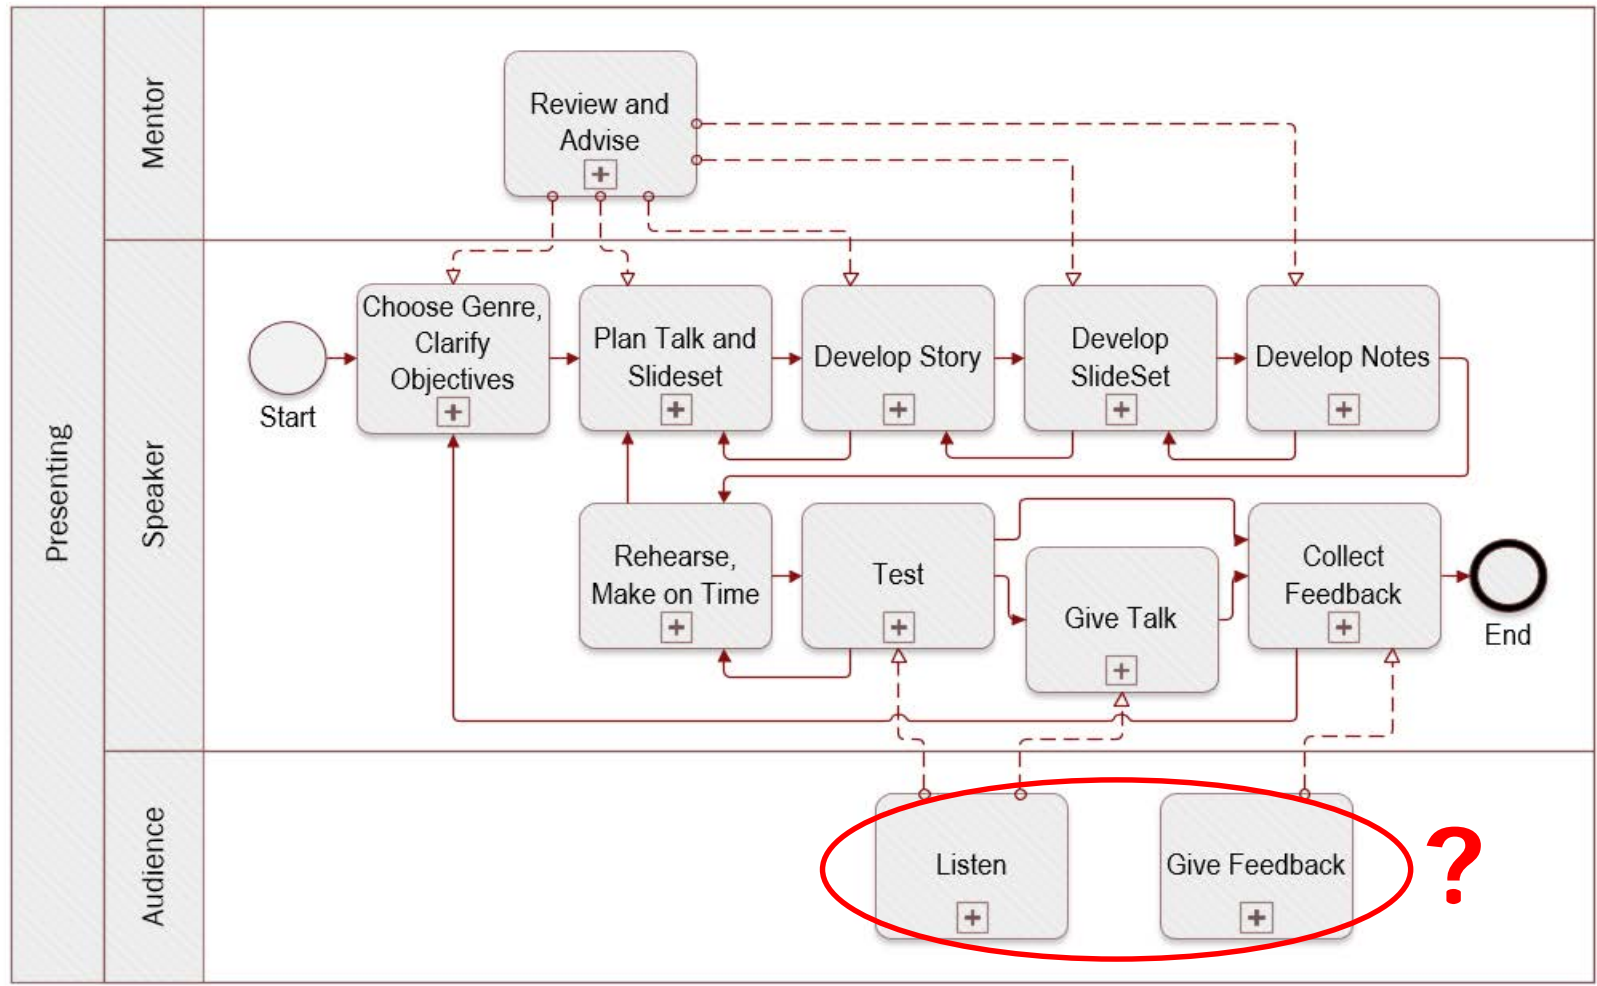 Presenting
Mentor
Review and
Advise
Speaker
Start
Choose Genre,
Clarify
Objectives
Plan Talk and
Slideset
Develop Story
Develop
SlideSet
Develop Notes
Rehearse,
Make on Time
Test
Give Talk
Collect
Feedback
End
Audience
Listen
Give Feedback
?